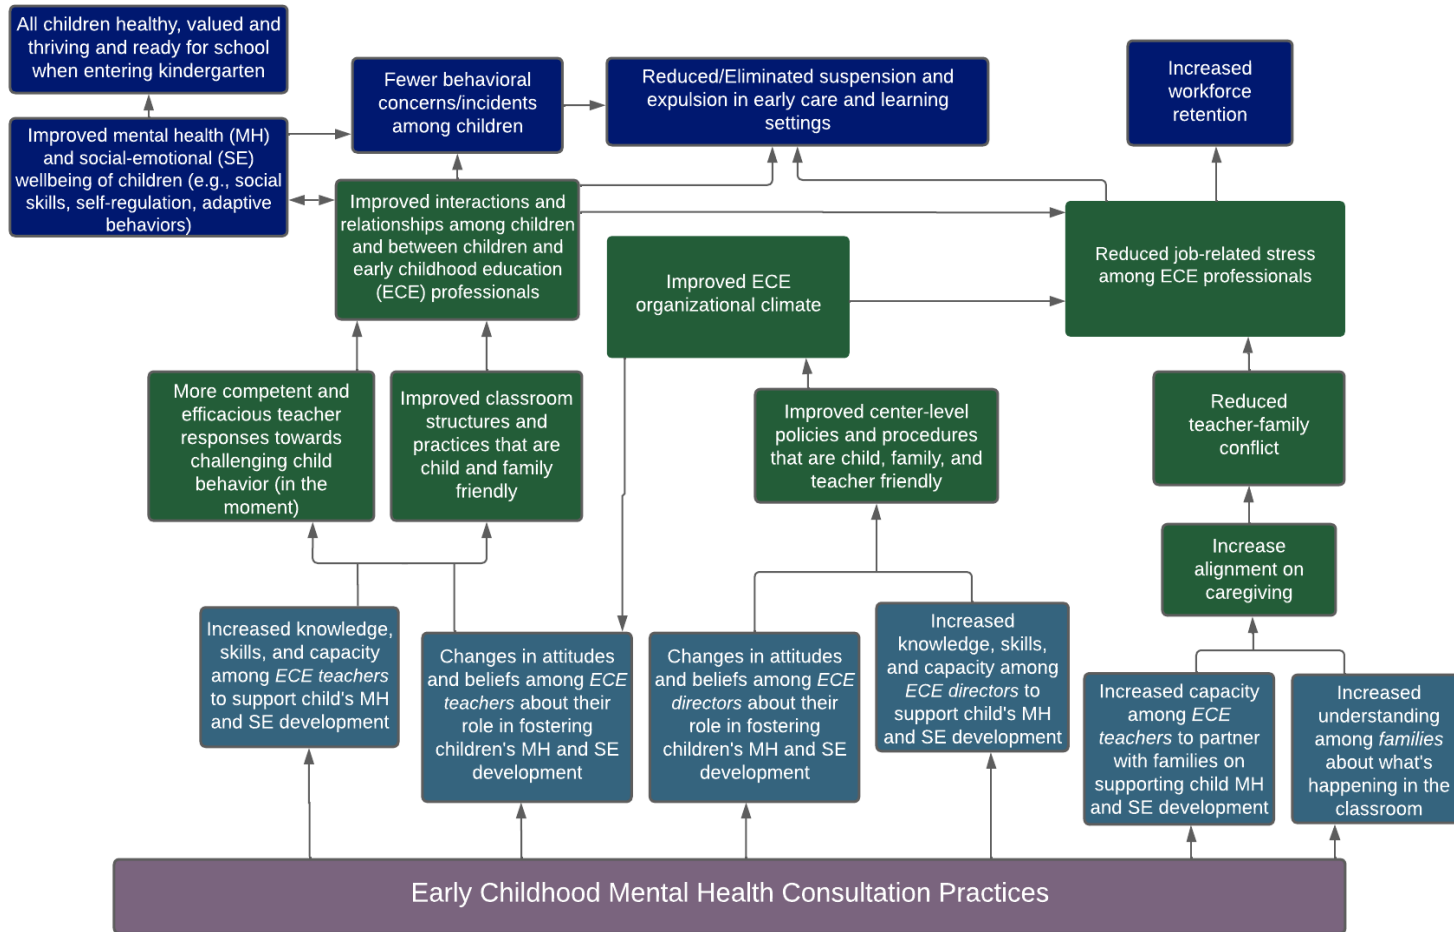 All children healthy, valued and
thriving and ready for school
when entering kindergarten
Fewer behavioral
concerns/incidents
among children
Reduced/Eliminated suspension and
expulsion in early care and learning
settings
Increased
workforce
retention
Improved mental health (MH)
and social-emotional (SE)
wellbeing of children (e.g., social
skills, self-regulation, adaptive
behaviors)
Improved interactions and
relationships among children
and between children and
early childhood education
(ECE) professionals
Improved ECE
organizational climate
Reduced job-related stress
among ECE professionals
More competent and
efficacious teacher
responses towards
challenging child
behavior (in the
moment)
Improved classroom
structures and
practices that are
child and family
friendly
Improved center-level
policies and procedures
that are child, family, and
teacher friendly
Reduced
teacher-family
conflict
Increase
alignment on
caregiving
Increased knowledge,
skills, and capacity
among ECE teachers
to support child's MH
and SE development
Changes in attitudes
and beliefs among ECE
teachers about their
role in fostering
children's MH and SE
development
Changes in attitudes
and beliefs among ECE
directors about their
role in fostering
children's MH and SE
development
Increased
knowledge, skills,
and capacity among
ECE directors to
support child's MH
and SE development
Increased capacity
among ECE
teachers to partner
with families on
supporting child MH
and SE development
Increased
understanding
among families
about what's
happening in the
classroom
Early Childhood Mental Health Consultation Practices